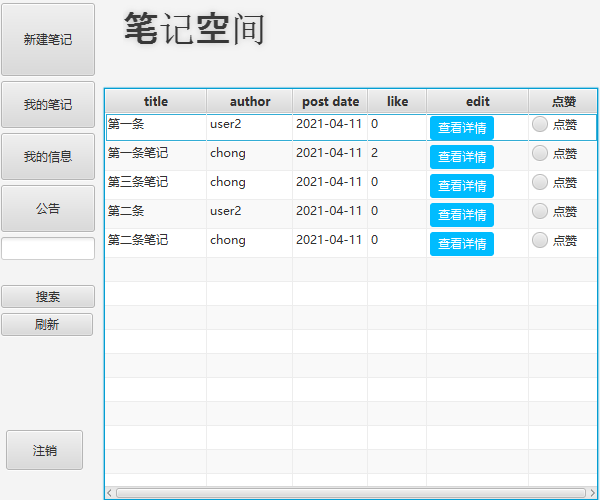 笔记空间
新建笔记
我的笔记
我的信息
公告
搜索
刷新
注销
title author post date like edit 点赞
第一条 user2 2021-04-11 0 查看详情 点赞
第一条笔记 chong 2021-04-11 2 查看详情 点赞
第三条笔记 chong 2021-04-11 0 查看详情 点赞
第二条 user2 2021-04-11 0 查看详情 点赞
第二条笔记 chong 2021-04-11 0 查看详情 点赞